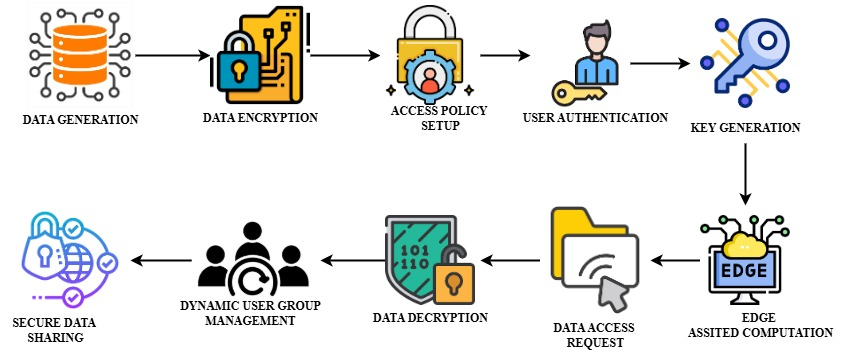 DATA GENERATION
DATA ENCRYPTION
ACCESS POLICY
SETUP
USER AUTHENTICATION
KEY GENERATION
EDGE
EDGE
ASSITED COMPUTATION
DATA ACCESS
REQUEST
101
110
DATA DECRYPTION
DYNAMIC USER GROUP
MANAGEMENT
SECURE DATA
SHARING